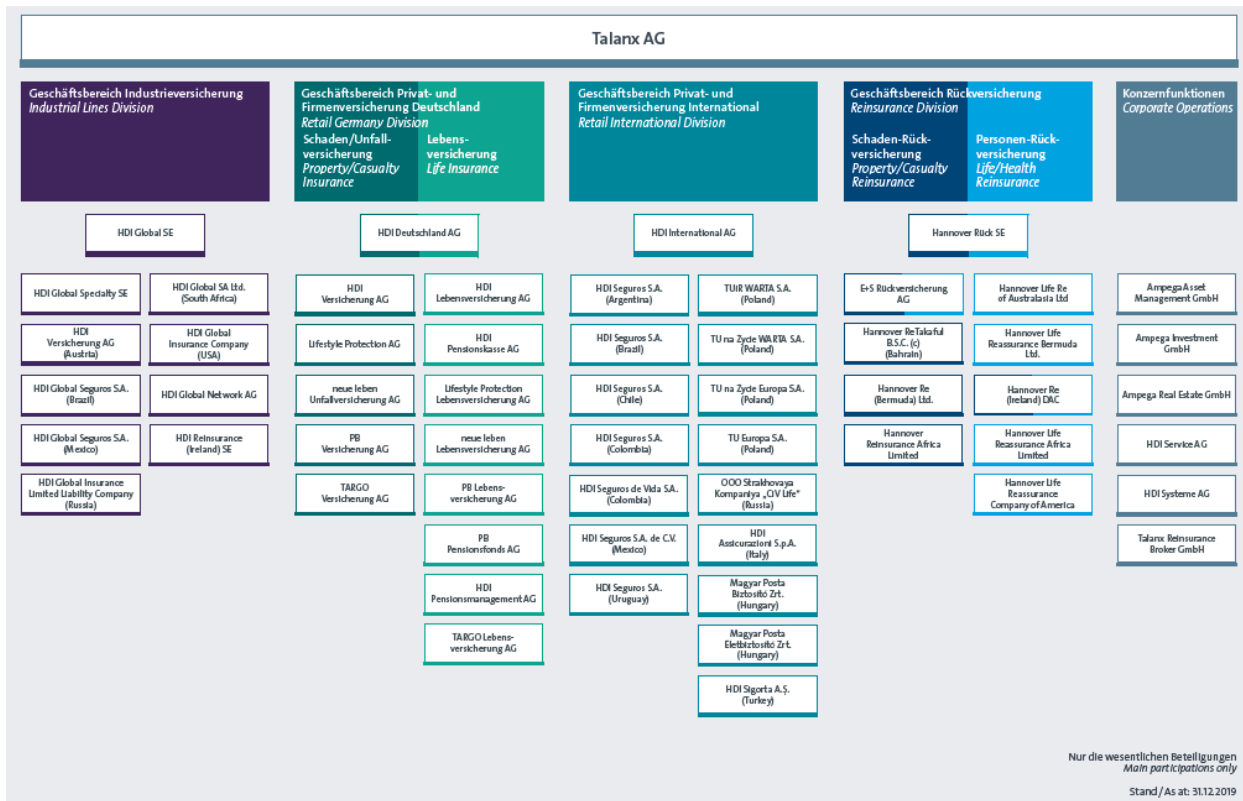 Talanx AG
Geschäftsbereich Industrieversicherung
Industrial Lines Division
Geschäftsbereich Privat- und
Firmenversicherung Deutschland
Retail Germany Division
Schaden/Unfall-
versicherung
Property/Casualty
Insurance
Lebens-
versicherung
Life Insurance
Geschäftsbereich Privat- und
Firmenversicherung International
Retail International Division
Geschäftsbereich Rückversicherung
Reinsurance Division
Schaden-Rück-
versicherung
Property/Casualty
Reinsurance
Personen-Rück-
versicherung
Life/Health
Reinsurance
Konzernfunktionen
Corporate Operations
HDI Global SE
HDI Deutschland AG
HDI International AG
Hannover Rück SE
HDI Global Specialty SE
HDI
Versicherung AG
(Austria)
HDI Global Seguros S.A.
(Brazil)
HDI Global Seguros S.A.
(Mexico)
HDI Global Insurance
Limited Liability Company
(Russia)
HDI Global SA Ltd.
(South Africa)
HDI Global
Insurance Company
(USA)
HDI Global Network AG
HDI Reinsurance
(Ireland) SE
HDI
Versicherung AG
Lifestyle Protection AG
neue leben
Unfallversicherung AG
PB
Versicherung AG
TARGO
Versicherung AG
HDI
Lebensversicherung AG
HDI
Pensionskasse AG
Lifestyle Protection
Lebensversicherung AG
neue leben
Lebensversicherung AG
PB Lebens-
versicherung AG
PB
Pensionsfonds AG
HDI
Pensionsmanagement AG
TARGO Lebens-
versicherung AG
HDI Seguros S.A.
(Argentina)
HDI Seguros S.A.
(Brazil)
HDI Seguros S.A.
(Chile)
HDI Seguros S.A.
(Colombia)
HDI Seguros de Vida S.A.
(Colombia)
HDI Seguros S.A. de C.V.
(Mexico)
HDI Seguros S.A.
(Uruguay)
TUiR WARTA S.A.
(Poland)
TU na Życie WARTA S.A.
(Poland)
TU na Życie Europa S.A.
(Poland)
TU Europa S.A.
(Poland)
OOO Strakhovaya
Kompaniya „CiV Life“
(Russia)
HDI
Assicurazioni S.p.A.
(Italy)
Magyar Posta
Biztosító Zrt.
(Hungary)
Magyar Posta
Életbiztosító Zrt.
(Hungary)
HDI Sigorta A.Ş.
(Turkey)
E+S Rückversicherung
AG
Hannover ReTakaful
B.S.C. (c)
(Bahrain)
Hannover Re
(Bermuda) Ltd.
Hannover
Reinsurance Africa
Limited
Hannover Life Re
of Australasia Ltd
Hannover Life
Reassurance Bermuda
Ltd.
Hannover Re
(Ireland) DAC
Hannover Life
Reassurance Africa
Limited
Hannover Life
Reassurance
Company of America
Ampega Asset
Management GmbH
Ampega Investment
GmbH
Ampega Real Estate GmbH
HDI Service AG
HDI Systeme AG
Talanx Reinsurance
Broker GmbH
Nur die wesentlichen Beteiligungen
Main participations only
Stand/As at: 31.12.2019